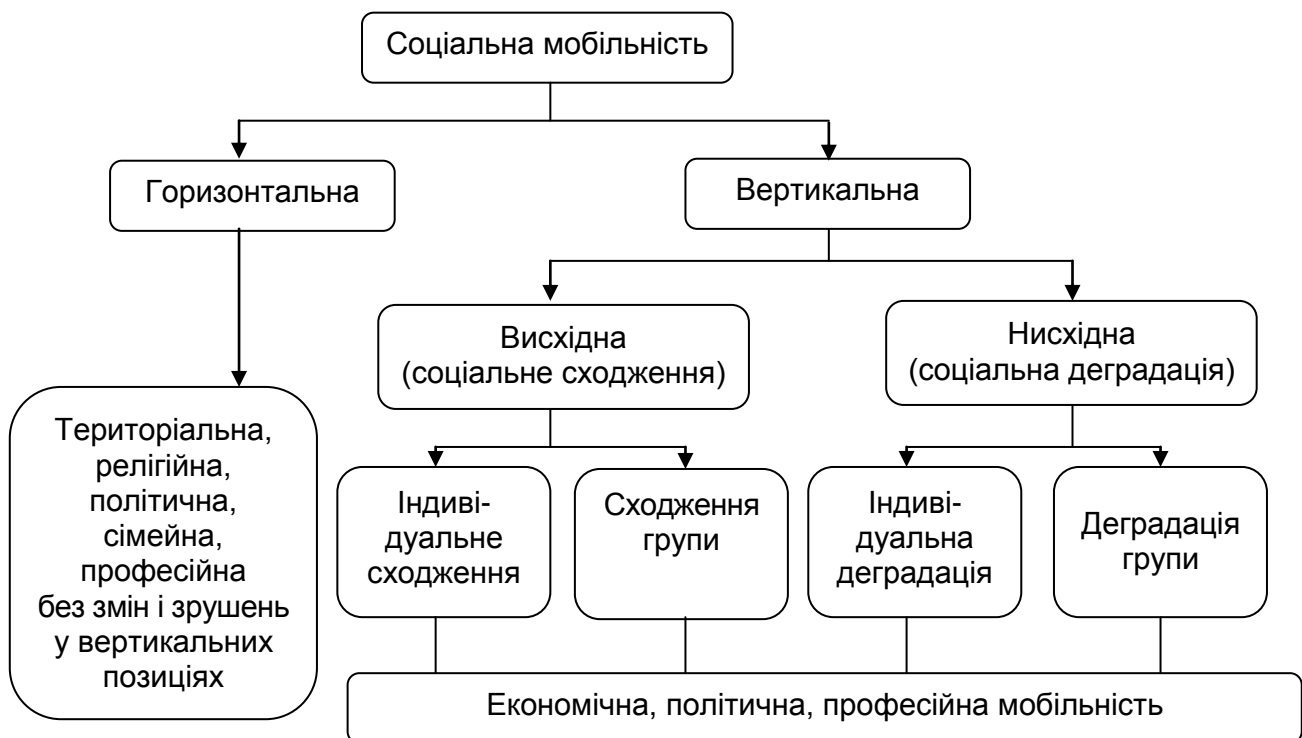 Соціальна мобільність
Горизонтальна
Вертикальна
Висхідна
(соціальне сходження)
Нисхідна
(соціальна деградація)
Територіальна,
релігійна,
політична,
сімейна,
професійна
без змін і зрушень
у вертикальних
позиціях
Індиві-
дуальне
сходження
Сходження
групи
Індиві-
дуальна
деградація
Деградація
групи
Економічна, політична, професійна мобільність